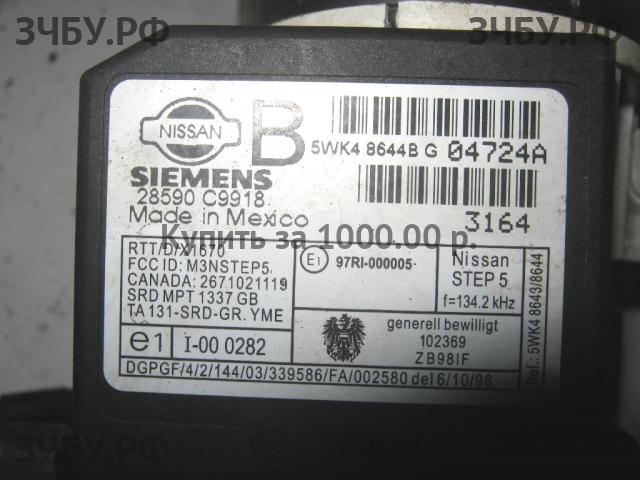 ЗЧБУ.РФ
ЗЧБУ.РФ
NISSAN
B
5WK4 8644B G 04724A
SIEMENS
28590 C9918
Made in Mexico
3164
Купить за 1000.00 р.
RTT/D/X1670
FCC ID: M3NSTEP5
CANADA: 2671021119
SRD MPT 1337 GB
TA 131-SRD-GR. YME
E1 97RI-000005
Nissan
STEP 5
f=134.2 kHz
e1 I-00 0282
generell bewilligt
102369
ZB98IF
DGPGF/4/2/144/03/339586/FA/002580 del 6/10/98
Ref.: 5WK4 8643/8644
ЗЧБУ.РФ
ЗЧБУ.РФ